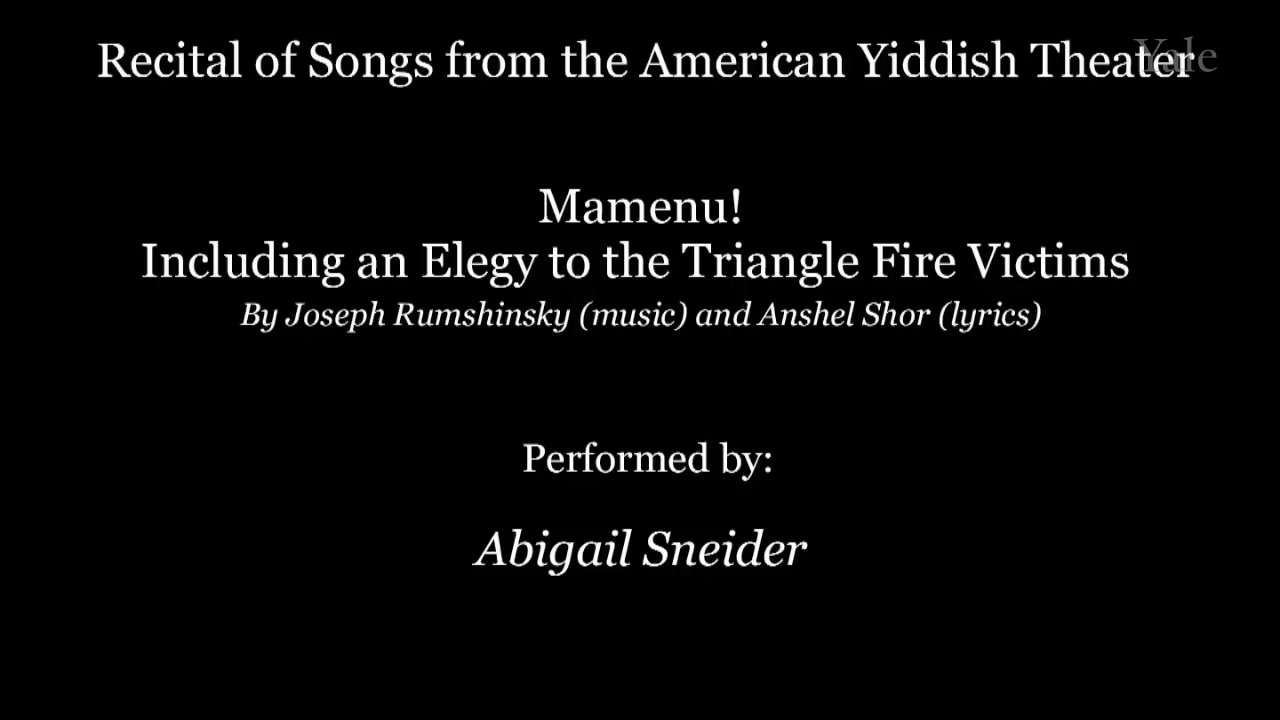 Recital of Songs from the American Yiddish Theater
Yale
Mamenu!
Including an Elegy to the Triangle Fire Victims
By Joseph Rumshinsky (music) and Anshel Shor (lyrics)
Performed by:
Abigail Sneider